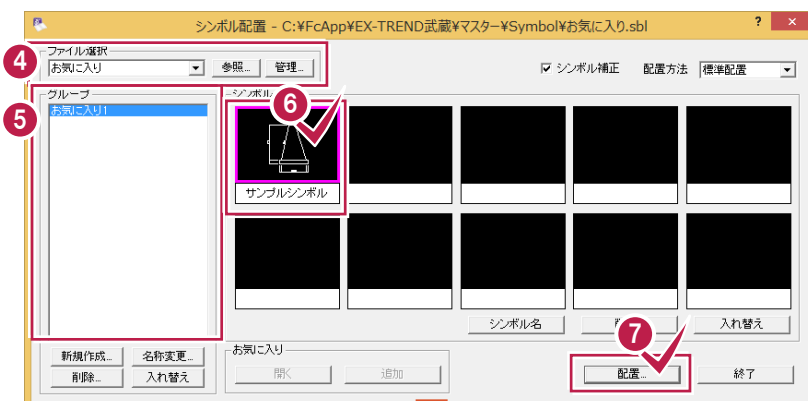 シンボル配置 - C:¥FcApp¥EX-TREND武蔵¥マスター¥Symbol¥お気に入り.sbl ? ×
4 ファイル選択
お気に入り 参照... 管理... シンボル補正 配置方法 標準配置
5 グループ
お気に入り1
シンボル
6
サンプルシンボル
シンボル名 入れ替え
新規作成... 名称変更...
削除... 入れ替え
お気に入り
開く 追加
7
配置... 終了